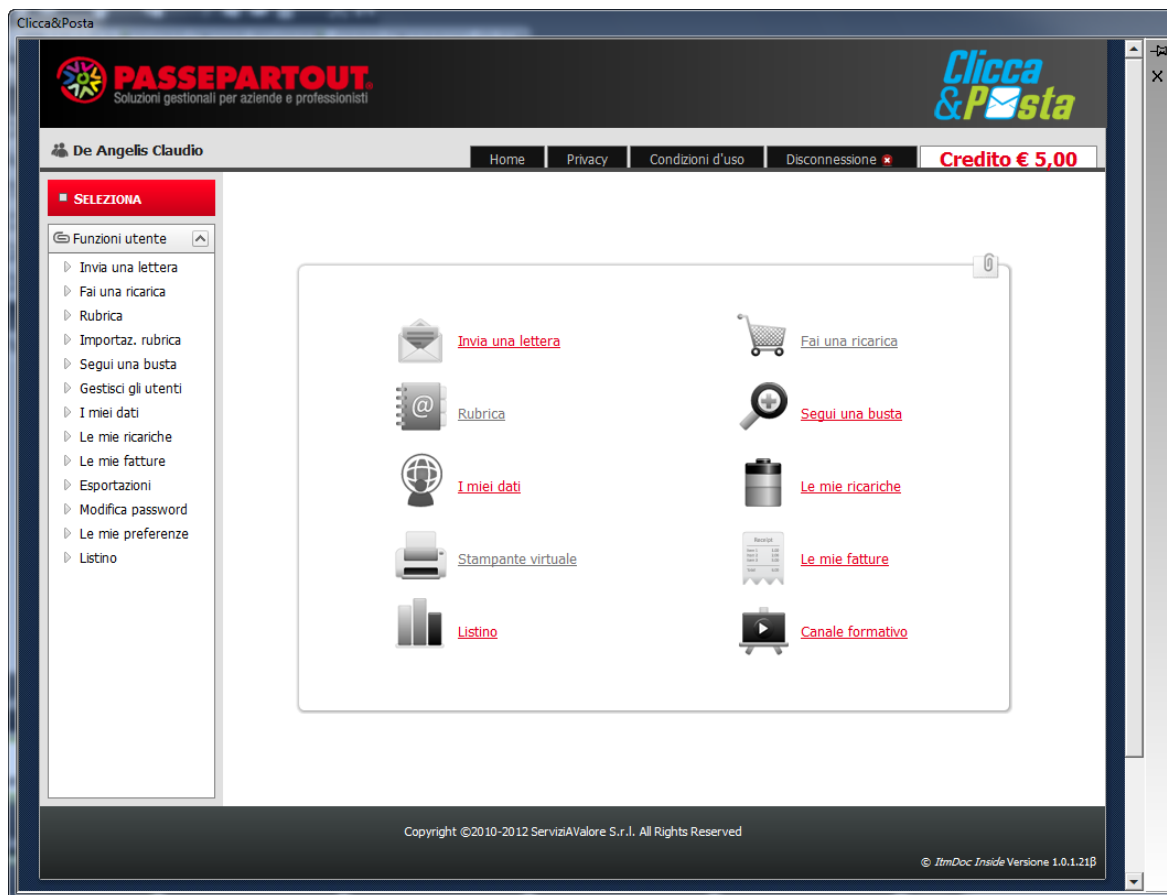 Clicca&Posta
PASSEPARTOUT.
Soluzioni gestionali per aziende e professionisti
Clicca
&Posta
De Angelis Claudio
Home Privacy Condizioni d'uso Disconnessione Credito € 5,00
SELEZIONA
Funzioni utente
Invia una lettera
Fai una ricarica
Rubrica
Importaz. rubrica
Segui una busta
Gestisci gli utenti
I miei dati
Le mie ricariche
Le mie fatture
Esportazioni
Modifica password
Le mie preferenze
Listino
Invia una lettera
Fai una ricarica
@
Rubrica
Segui una busta
I miei dati
Le mie ricariche
Stampante virtuale
Receipt
Le mie fatture
Listino
Canale formativo
Copyright ©2010-2012 ServiziAValore S.r.l. All Rights Reserved
© ItmDoc Inside Versione 1.0.1.21β